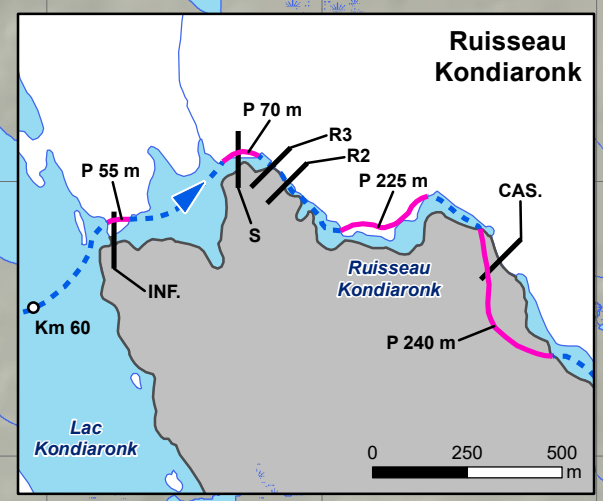 Ruisseau
Kondiaronk
P 70 m
R3
R2
P 55 m
P 225 m
CAS.
S
Ruisseau
Kondiaronk
INF.
Km 60
P 240 m
Lac
Kondiaronk
0 250 500
m